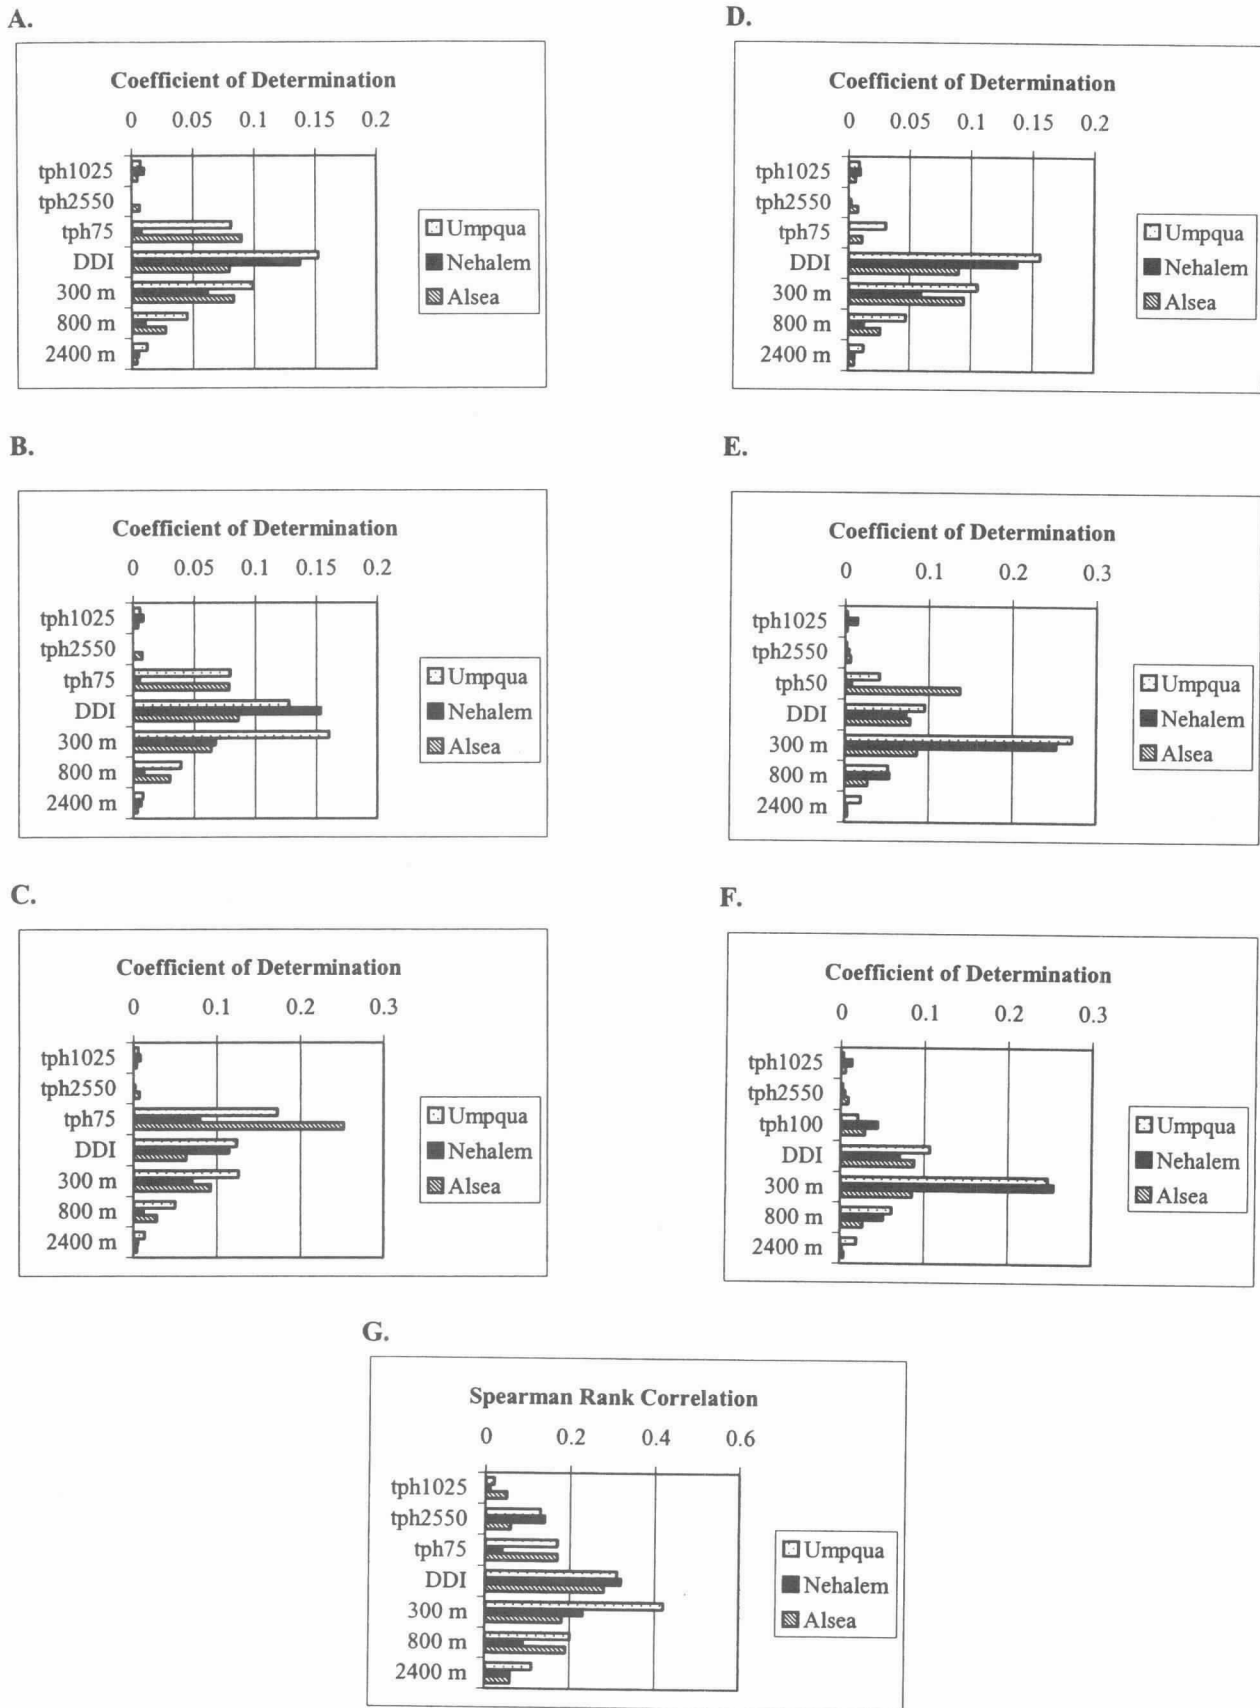 A.
Coefficient of Determination
0 0.05 0.1 0.15 0.2
tph1025
tph2550
tph75
DDI
300 m
800 m
2400 m
Umpqua
Nehalem
Alsea
D.
Coefficient of Determination
0 0.05 0.1 0.15 0.2
tph1025
tph2550
tph75
DDI
300 m
800 m
2400 m
Umpqua
Nehalem
Alsea
B.
Coefficient of Determination
0 0.05 0.1 0.15 0.2
tph1025
tph2550
tph75
DDI
300 m
800 m
2400 m
Umpqua
Nehalem
Alsea
E.
Coefficient of Determination
0 0.1 0.2 0.3
tph1025
tph2550
tph50
DDI
300 m
800 m
2400 m
Umpqua
Nehalem
Alsea
C.
Coefficient of Determination
0 0.1 0.2 0.3
tph1025
tph2550
tph75
DDI
300 m
800 m
2400 m
Umpqua
Nehalem
Alsea
F.
Coefficient of Determination
0 0.1 0.2 0.3
tph1025
tph2550
tph100
DDI
300 m
800 m
2400 m
Umpqua
Nehalem
Alsea
G.
Spearman Rank Correlation
0 0.2 0.4 0.6
tph1025
tph2550
tph75
DDI
300 m
800 m
2400 m
Umpqua
Nehalem
Alsea